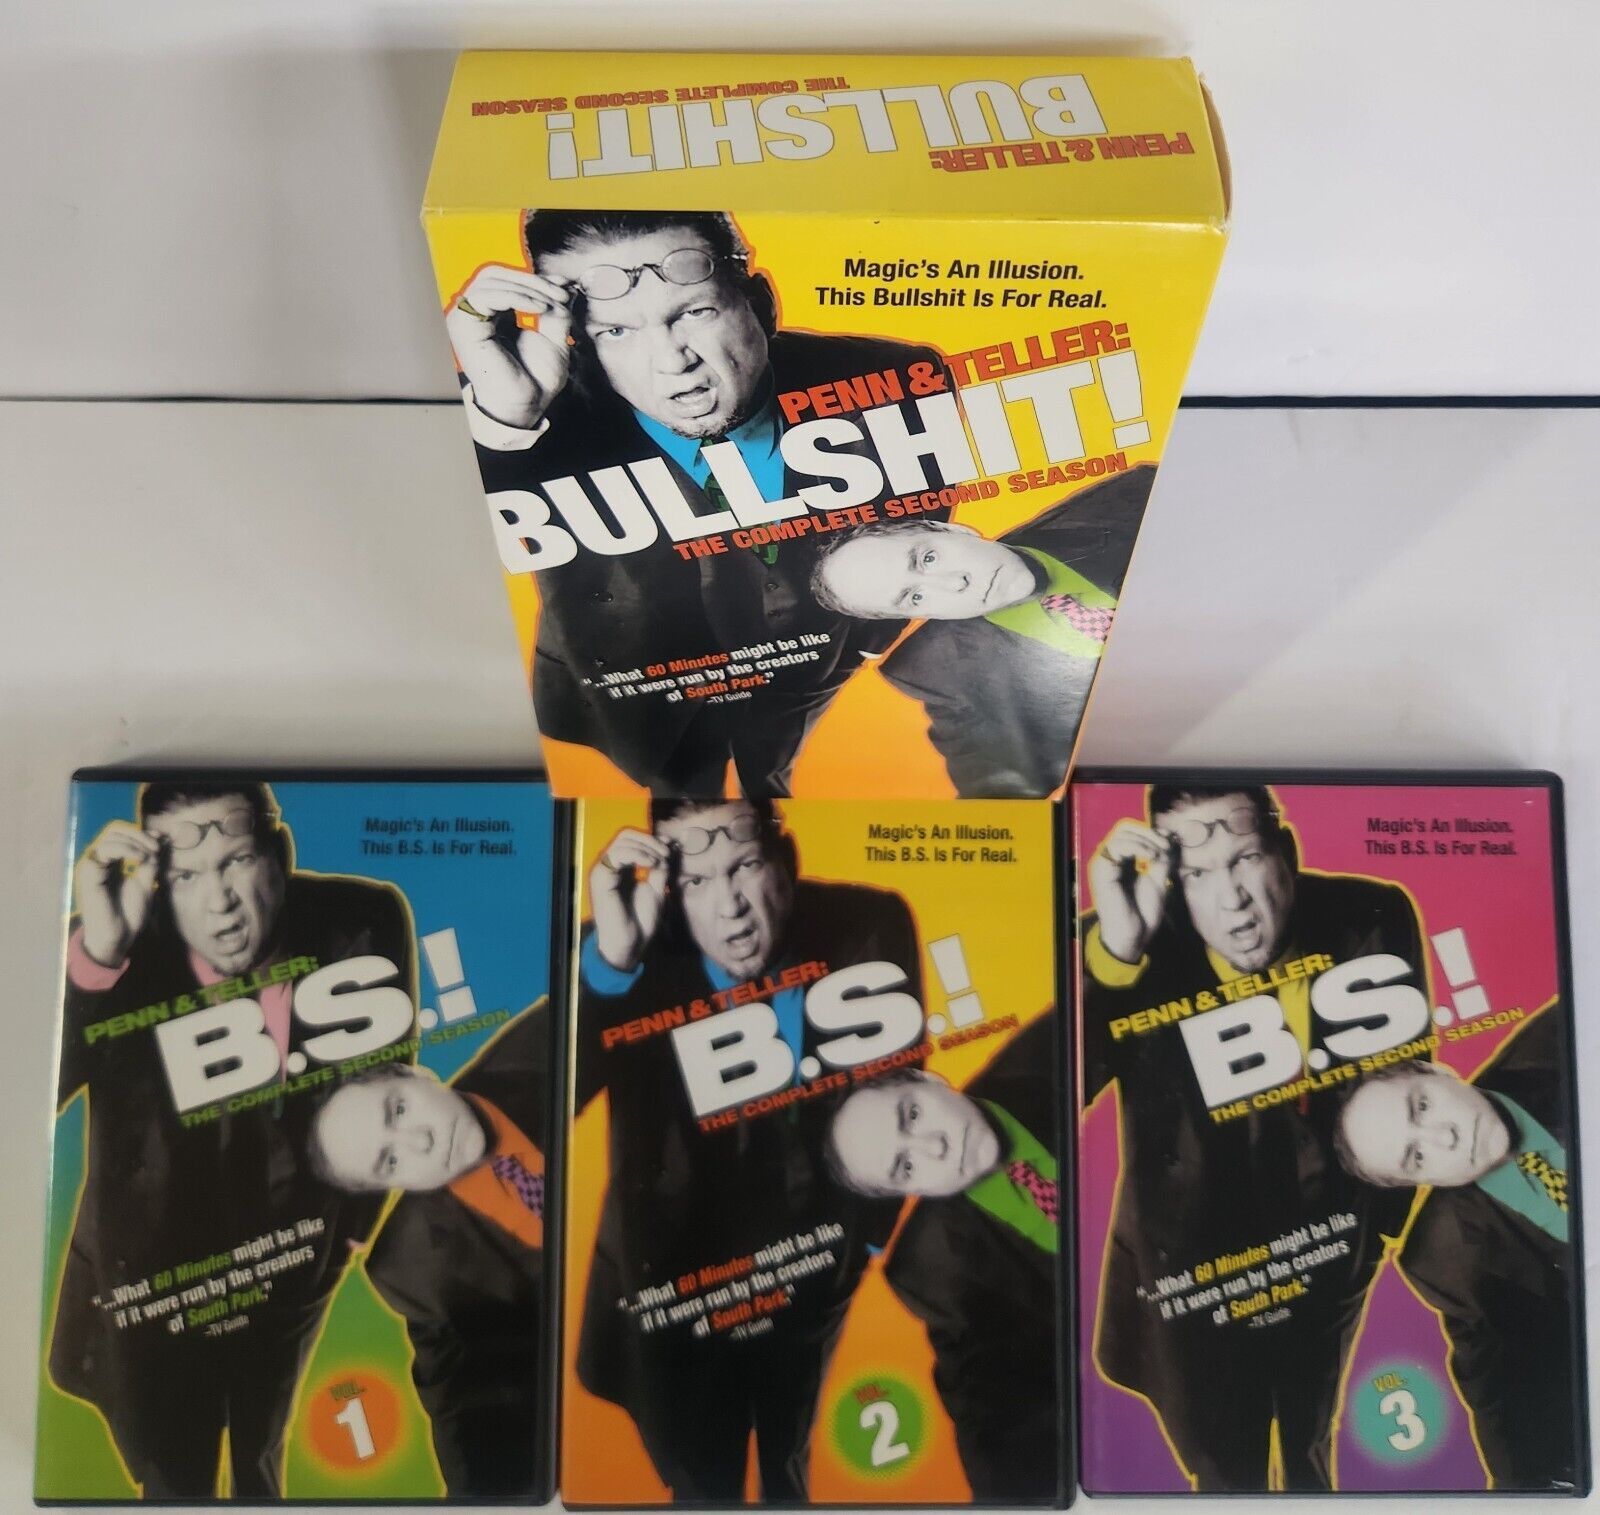 PENN & TELLER:
BULLSHIT!
THE COMPLETE SECOND SEASON
Magic's An Illusion.
This Bullshit Is For Real.
PENN & TELLER:
BULLSHIT!
THE COMPLETE SECOND SEASON
"...What 60 Minutes might be like
if it were run by the creators
of South Park."
–TV Guide
Magic's An Illusion.
This B.S. Is For Real.
PENN & TELLER:
B.S.!
THE COMPLETE SECOND SEASON
"...What 60 Minutes might be like
if it were run by the creators
of South Park."
–TV Guide
VOL.
1
Magic's An Illusion.
This B.S. Is For Real.
PENN & TELLER:
B.S.!
THE COMPLETE SECOND SEASON
"...What 60 Minutes might be like
if it were run by the creators
of South Park."
–TV Guide
VOL.
2
Magic's An Illusion.
This B.S. Is For Real.
PENN & TELLER:
B.S.!
THE COMPLETE SECOND SEASON
"...What 60 Minutes might be like
if it were run by the creators
of South Park."
–TV Guide
VOL.
3